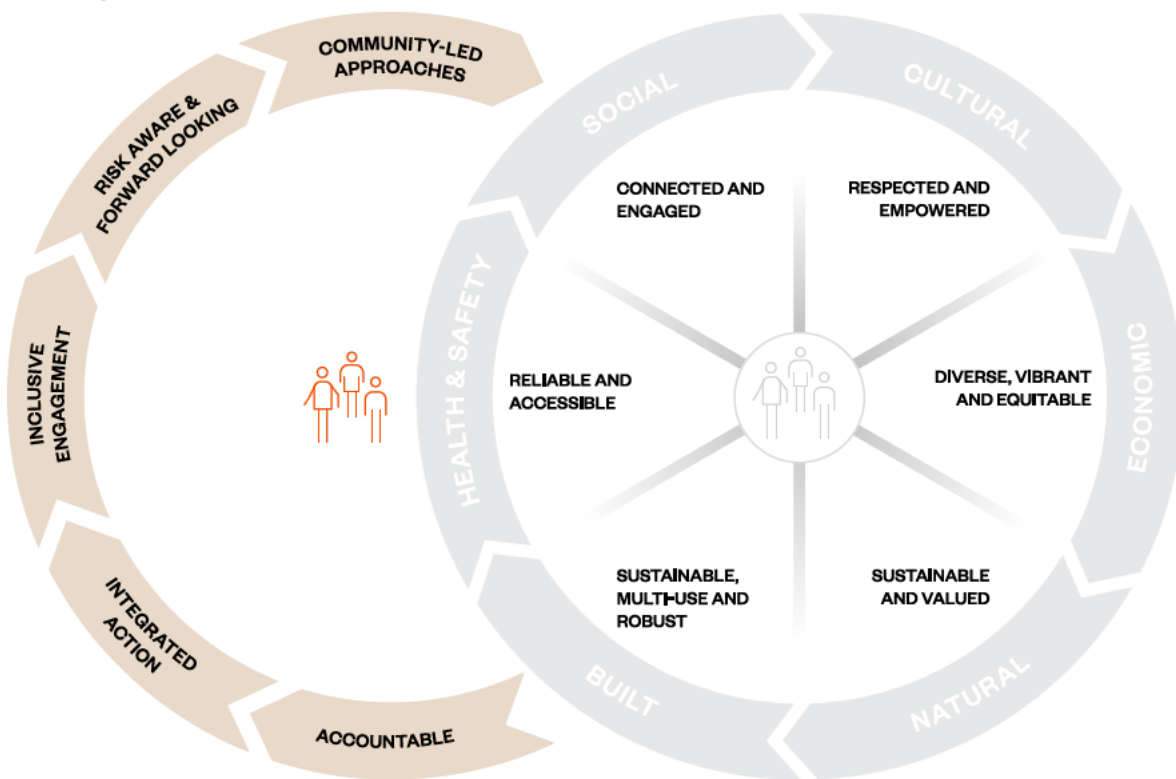 COMMUNITY-LED
APPROACHES
RISK AWARE &
FORWARD LOOKING
INCLUSIVE
ENGAGEMENT
INTEGRATED
ACTION
ACCOUNTABLE
SOCIAL
CULTURAL
ECONOMIC
NATURAL
BUILT
HEALTH & SAFETY
CONNECTED AND
ENGAGED
RESPECTED AND
EMPOWERED
DIVERSE, VIBRANT
AND EQUITABLE
SUSTAINABLE
AND VALUED
SUSTAINABLE,
MULTI-USE AND
ROBUST
RELIABLE AND
ACCESSIBLE